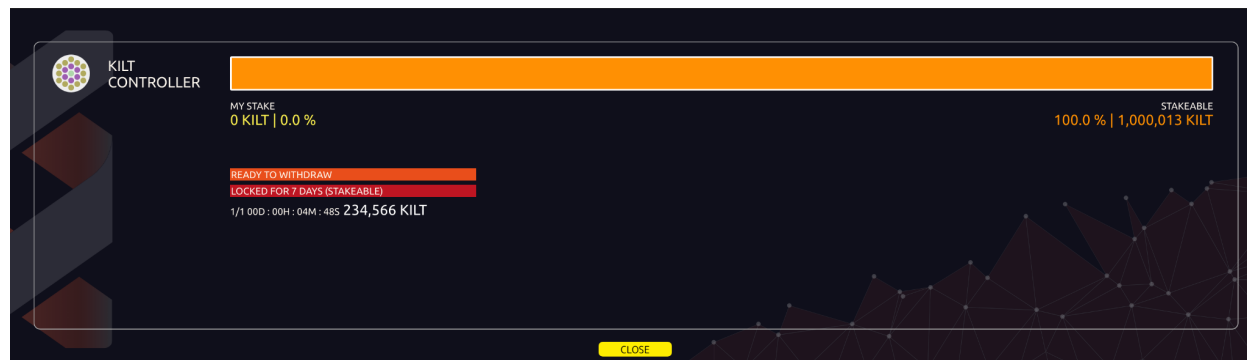 KILT
CONTROLLER
MY STAKE
0 KILT | 0.0 %
STAKEABLE
100.0 % | 1,000,013 KILT
READY TO WITHDRAW
LOCKED FOR 7 DAYS (STAKEABLE)
1/1 00D : 00H : 04M : 48S 234,566 KILT
CLOSE